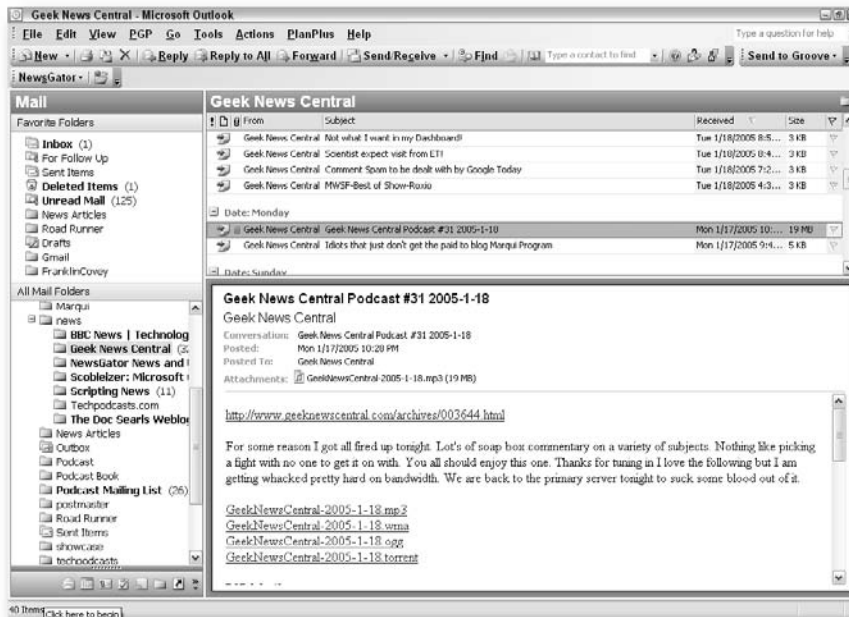 Geek News Central - Microsoft Outlook
File Edit View PGP Go Tools Actions PlanPlus Help
Type a question for help
New Reply Reply to All Forward Send/Receive Find Type a contact to find Send to Groove
NewsGator
Mail
Favorite Folders
Inbox (1)
For Follow Up
Sent Items
Deleted Items (1)
Unread Mail (125)
News Articles
Road Runner
Drafts
Gmail
FranklinCovey
All Mail Folders
Marqui
news
BBC News | Technolog
Geek News Central
NewsGator News and
Scobleizer: Microsoft
Scripting News (11)
Techpodcasts.com
The Doc Searls Weblog
News Articles
Outbox
Podcast
Podcast Book
Podcast Mailing List (26)
postmaster
Road Runner
Sent Items
showcase
techpodcasts
Geek News Central
From Subject Received Size
Geek News Central Not what I want in my Dashboard! Tue 1/18/2005 8:5... 3 KB
Geek News Central Scientist expect visit from ET! Tue 1/18/2005 8:4... 3 KB
Geek News Central Comment Spam to be dealt with by Google Today Tue 1/18/2005 7:2... 3 KB
Geek News Central MWSF-Best of Show-Roxio Tue 1/18/2005 4:3... 3 KB
Date: Monday
Geek News Central Geek News Central Podcast #31 2005-1-18 Mon 1/17/2005 10:... 19 MB
Geek News Central Idiots that just don't get the paid to blog Marqui Program Mon 1/17/2005 9:4... 5 KB
Date: Sunday
Geek News Central Podcast #31 2005-1-18
Geek News Central
Conversation: Geek News Central Podcast #31 2005-1-18
Posted: Mon 1/17/2005 10:28 PM
Posted To: Geek News Central
Attachments: GeekNewsCentral-2005-1-18.mp3 (19 MB)
http://www.geeknewscentral.com/archives/003644.html
For some reason I got all fired up tonight. Lot's of soap box commentary on a variety of subjects. Nothing like picking
a fight with no one to get it on with. You all should enjoy this one. Thanks for tuning in I love the following but I am
getting whacked pretty hard on bandwidth. We are back to the primary server tonight to suck some blood out of it.
GeekNewsCentral-2005-1-18.mp3
GeekNewsCentral-2005-1-18.wma
GeekNewsCentral-2005-1-18.ogg
GeekNewsCentral-2005-1-18.torrent
40 Items
Click here to begin